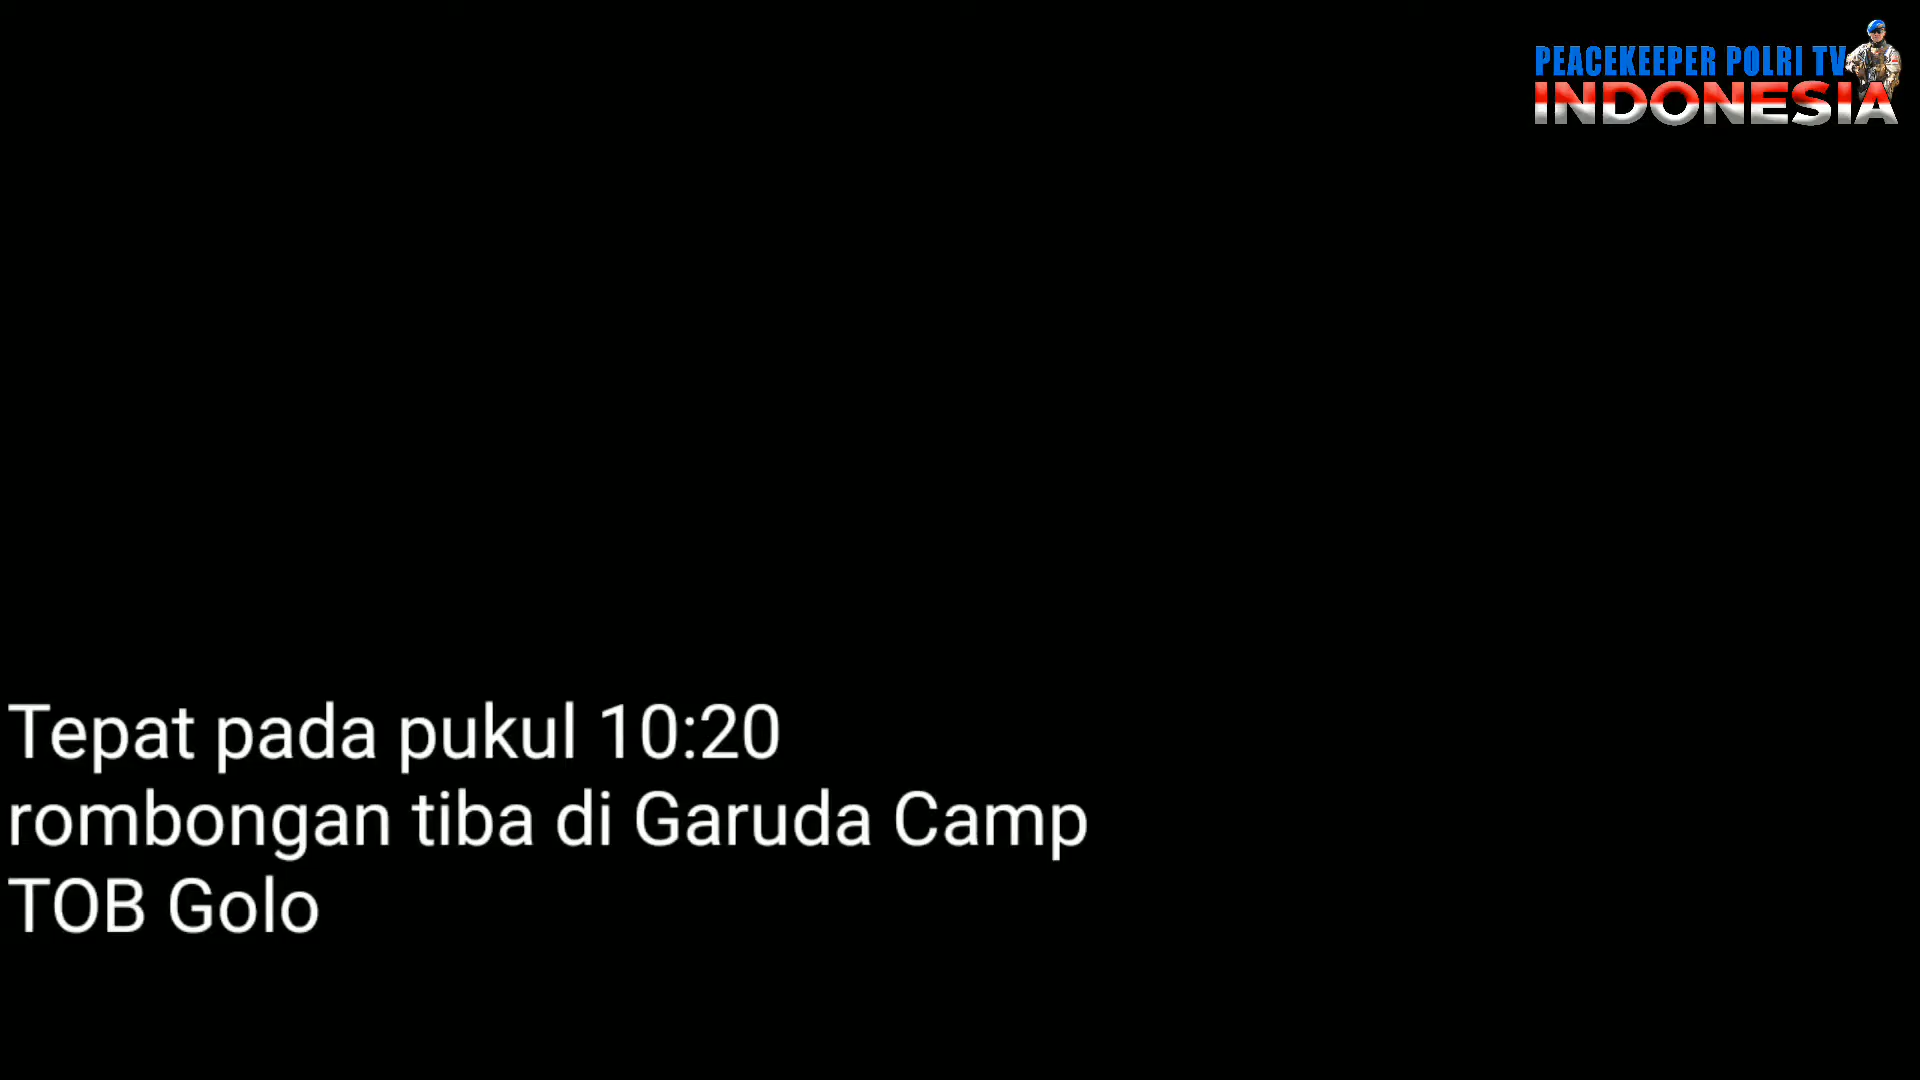 PEACEKEEPER POLRI TV
INDONESIA
Tepat pada pukul 10:20
rombongan tiba di Garuda Camp
TOB Golo